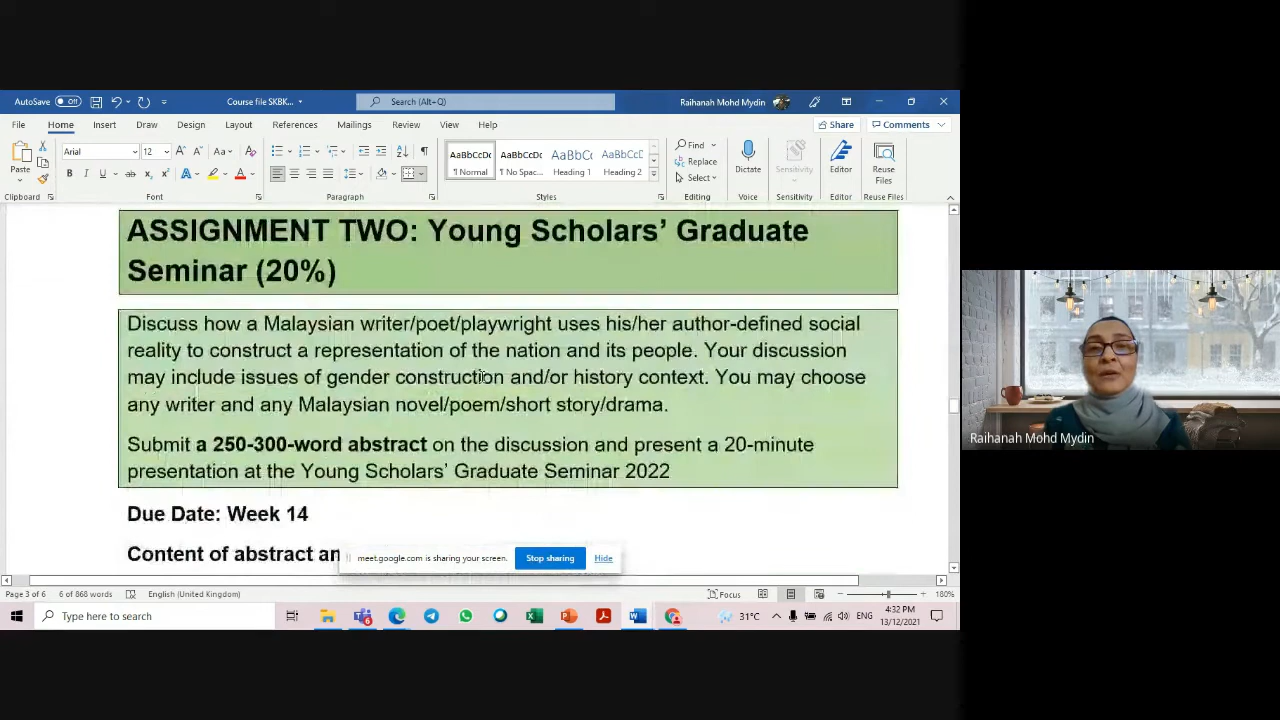 AutoSave Off
Course file SKBK...
Search (Alt+Q)
Raihanah Mohd Mydin
File Home Insert Draw Design Layout References Mailings Review View Help
Share Comments
Paste
Clipboard
Arial 12
Font
Paragraph
AaBbCcDc AaBbCcDc AaBbCc AaBbCcD
¶ Normal ¶ No Spac... Heading 1 Heading 2
Styles
Find
Replace
Select
Editing
Dictate
Voice
Sensitivity
Sensitivity
Editor
Editor
Reuse
Files
Reuse Files
ASSIGNMENT TWO: Young Scholars’ Graduate
Seminar (20%)
Discuss how a Malaysian writer/poet/playwright uses his/her author-defined social
reality to construct a representation of the nation and its people. Your discussion
may include issues of gender construction and/or history context. You may choose
any writer and any Malaysian novel/poem/short story/drama.
Submit a 250-300-word abstract on the discussion and present a 20-minute
presentation at the Young Scholars’ Graduate Seminar 2022
Due Date: Week 14
Content of abstract an
meet.google.com is sharing your screen. Stop sharing Hide
Page 3 of 6 6 of 868 words English (United Kingdom) Focus 180%
Type here to search
31°C ENG 4:32 PM
13/12/2021
Raihanah Mohd Mydin